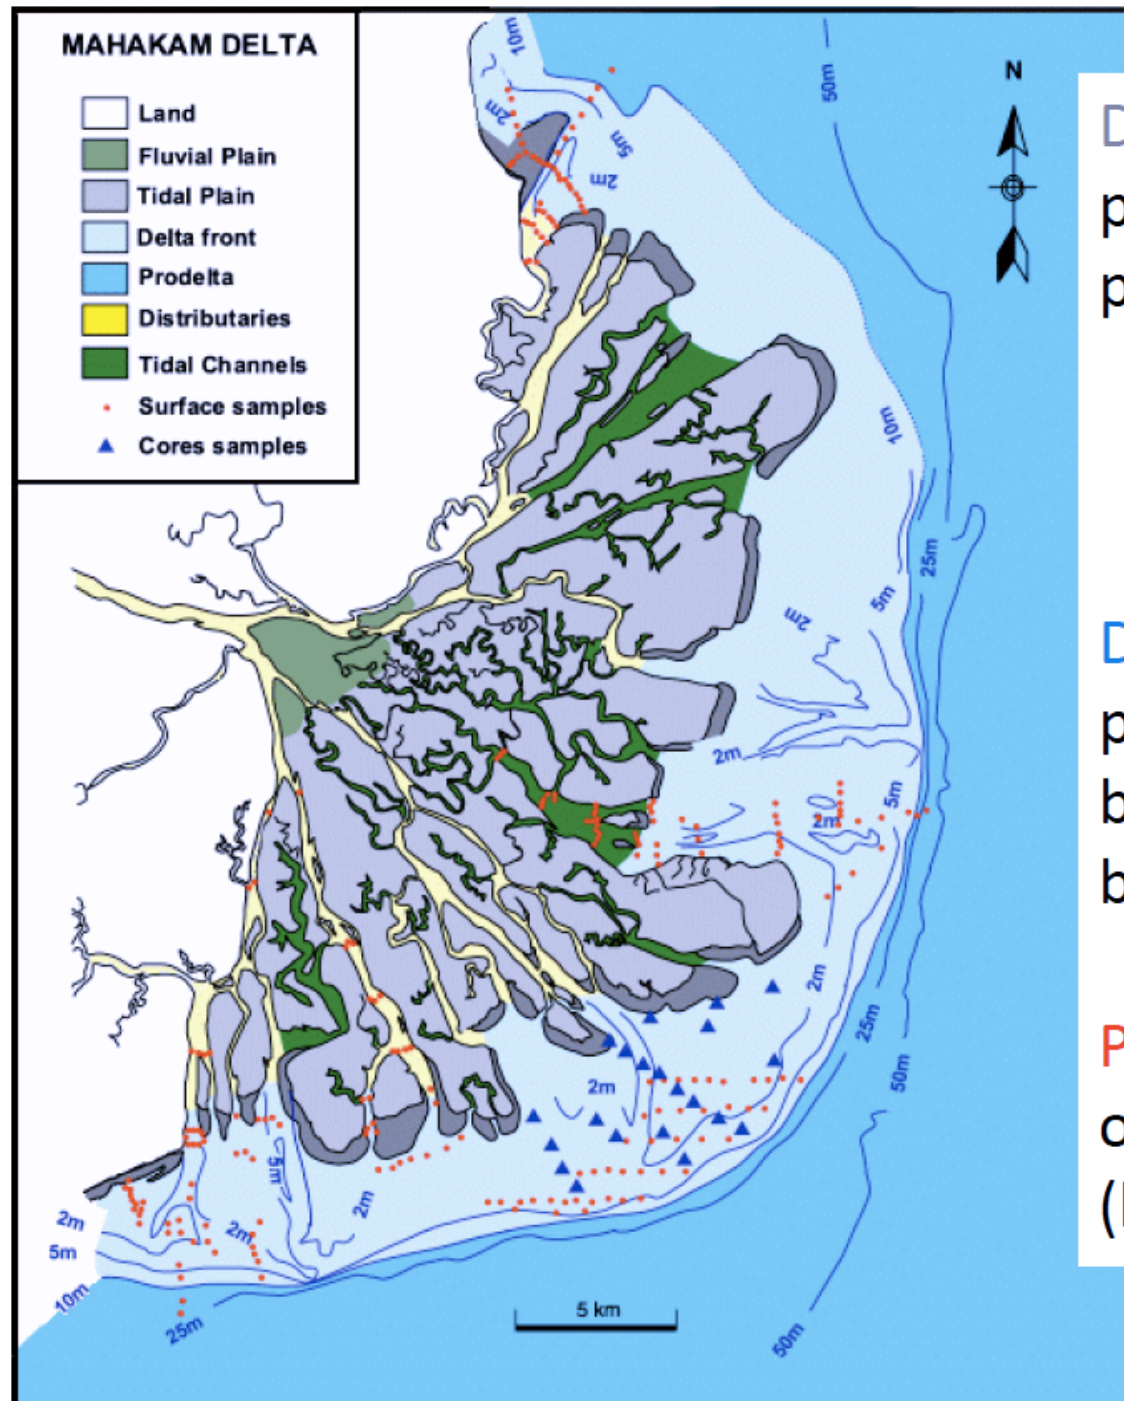 MAHAKAM DELTA
Land
Fluvial Plain
Tidal Plain
Delta front
Prodelta
Distributaries
Tidal Channels
Surface samples
Cores samples
N
10m
50m
2m
5m
2m
10m
25m
5m
2m
2m
5m
2m
2m
25m
50m
2m
5m
2m
2m
2m
5m
10m
25m
5 km
50m
D
p
p
D
p
b
b
P
o
(